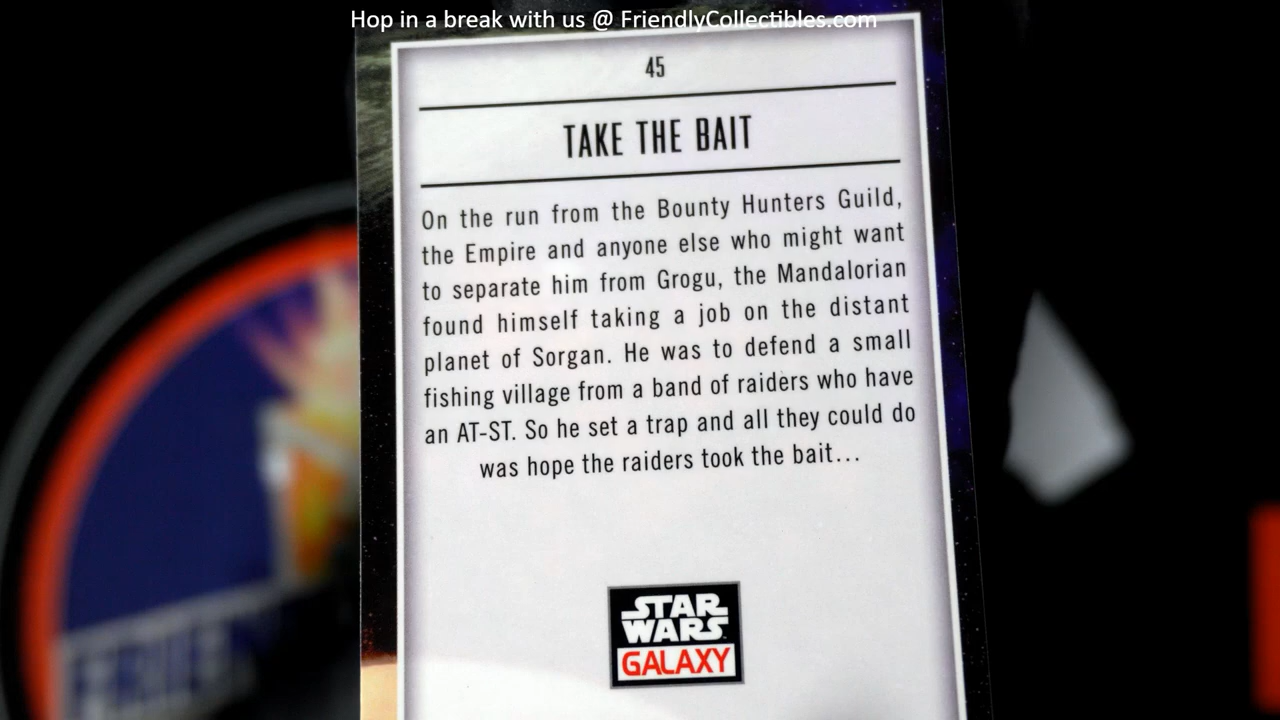 Hop in a break with us @ FriendlyCollectibles.com
45
TAKE THE BAIT
On the run from the Bounty Hunters Guild,
the Empire and anyone else who might want
to separate him from Grogu, the Mandalorian
found himself taking a job on the distant
planet of Sorgan. He was to defend a small
fishing village from a band of raiders who have
an AT-ST. So he set a trap and all they could do
was hope the raiders took the bait...
STAR
WARS
GALAXY